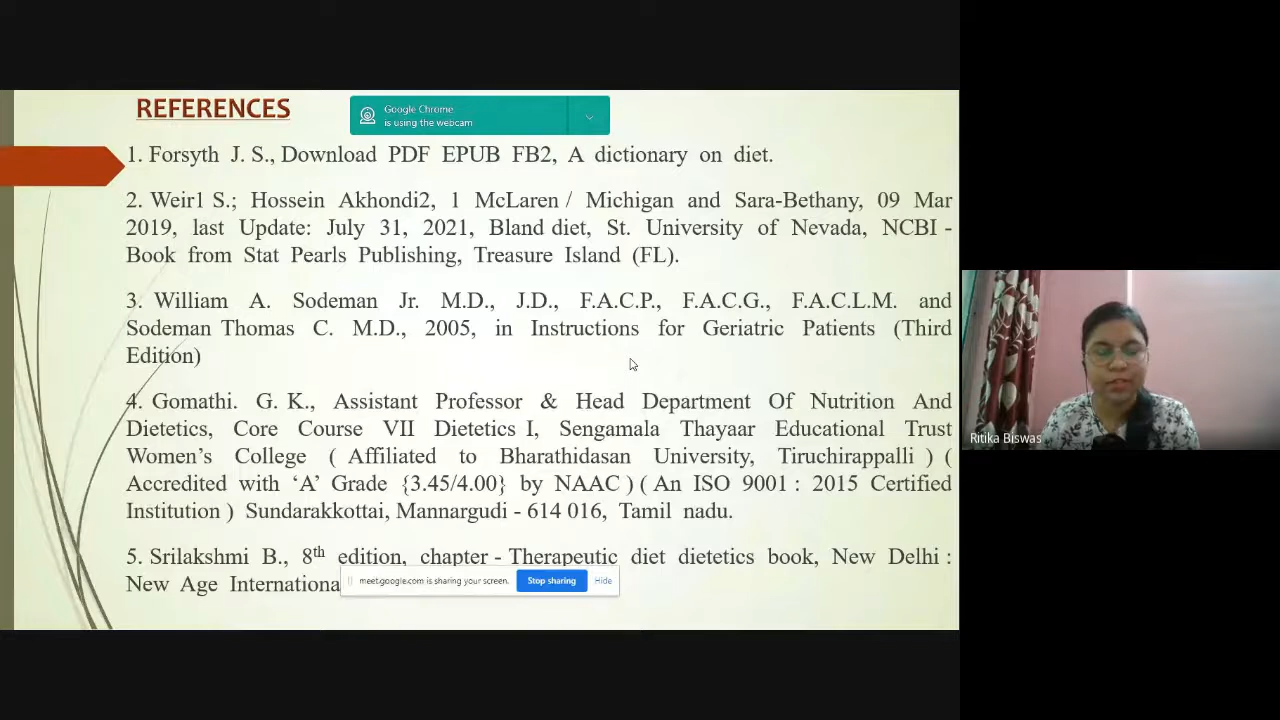 REFERENCES
Google Chrome
is using the webcam
1. Forsyth J. S., Download PDF EPUB FB2, A dictionary on diet.
2. Weir1 S.; Hossein Akhondi2, 1 McLaren / Michigan and Sara-Bethany, 09 Mar
2019, last Update: July 31, 2021, Bland diet, St. University of Nevada, NCBI -
Book from Stat Pearls Publishing, Treasure Island (FL).
3. William A. Sodeman Jr. M.D., J.D., F.A.C.P., F.A.C.G., F.A.C.L.M. and
Sodeman Thomas C. M.D., 2005, in Instructions for Geriatric Patients (Third
Edition)
4. Gomathi. G. K., Assistant Professor & Head Department Of Nutrition And
Dietetics, Core Course VII Dietetics I, Sengamala Thayaar Educational Trust
Women's College ( Affiliated to Bharathidasan University, Tiruchirappalli ) (
Accredited with 'A' Grade {3.45/4.00} by NAAC ) ( An ISO 9001 : 2015 Certified
Institution ) Sundarakkottai, Mannargudi - 614 016, Tamil nadu.
5. Srilakshmi B., 8th edition, chapter - Therapeutic diet dietetics book, New Delhi :
New Age Internationa
meet.google.com is sharing your screen. Stop sharing Hide
Ritika Biswas